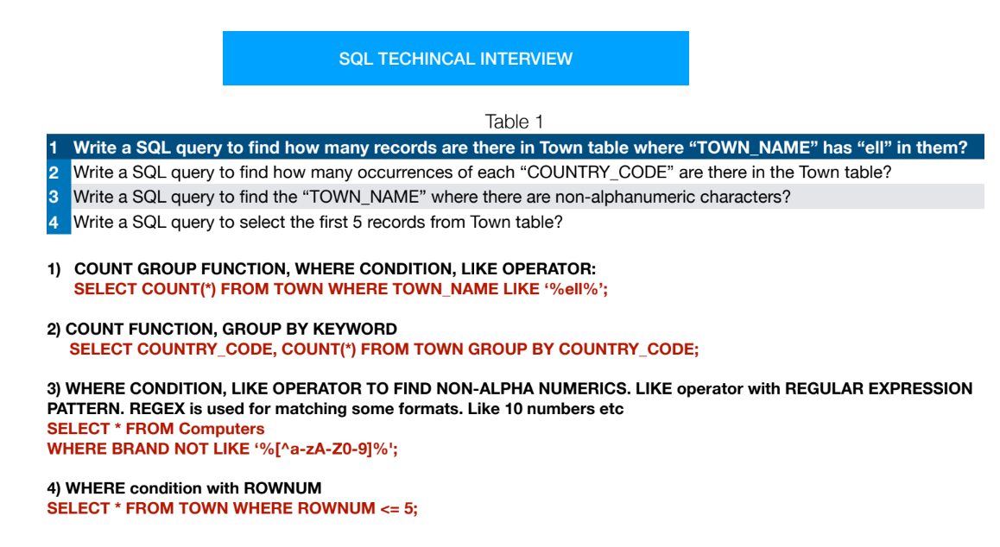 SQL TECHINCAL INTERVIEW
Table 1
1 Write a SQL query to find how many records are there in Town table where “TOWN_NAME” has “ell” in them?
2 Write a SQL query to find how many occurrences of each “COUNTRY_CODE” are there in the Town table?
3 Write a SQL query to find the “TOWN_NAME” where there are non-alphanumeric characters?
4 Write a SQL query to select the first 5 records from Town table?
1) COUNT GROUP FUNCTION, WHERE CONDITION, LIKE OPERATOR:
SELECT COUNT(*) FROM TOWN WHERE TOWN_NAME LIKE ‘%ell%’;
2) COUNT FUNCTION, GROUP BY KEYWORD
SELECT COUNTRY_CODE, COUNT(*) FROM TOWN GROUP BY COUNTRY_CODE;
3) WHERE CONDITION, LIKE OPERATOR TO FIND NON-ALPHA NUMERICS. LIKE operator with REGULAR EXPRESSION
PATTERN. REGEX is used for matching some formats. Like 10 numbers etc
SELECT * FROM Computers
WHERE BRAND NOT LIKE ‘%[^a-zA-Z0-9]%';
4) WHERE condition with ROWNUM
SELECT * FROM TOWN WHERE ROWNUM <= 5;